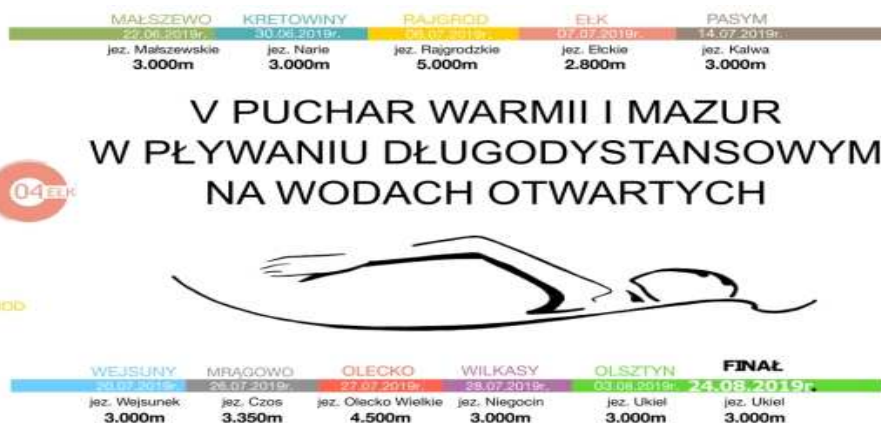 MAŁSZEWO KRETOWINY RAJGRÓD EŁK PASYM
22.06.2019r. 30.06.2019r. 06.07.2019r. 07.07.2019r. 14.07.2019r.
jez. Małszewskie jez. Narie jez. Rajgrodzkie jez. Ełckie jez. Kalwa
3.000m 3.000m 5.000m 2.800m 3.000m
V PUCHAR WARMII I MAZUR
W PŁYWANIU DŁUGODYSTANSOWYM
NA WODACH OTWARTYCH
04 EŁK
WEJSUNY MRĄGOWO OLECKO WILKASY OLSZTYN FINAŁ
20.07.2019r. 26.07.2019r. 27.07.2019r. 28.07.2019r. 03.08.2019r. 24.08.2019r.
jez. Wejsunek jez. Czos jez. Olecko Wielkie jez. Niegocin jez. Ukiel jez. Ukiel
3.000m 3.350m 4.500m 3.000m 3.000m 3.000m